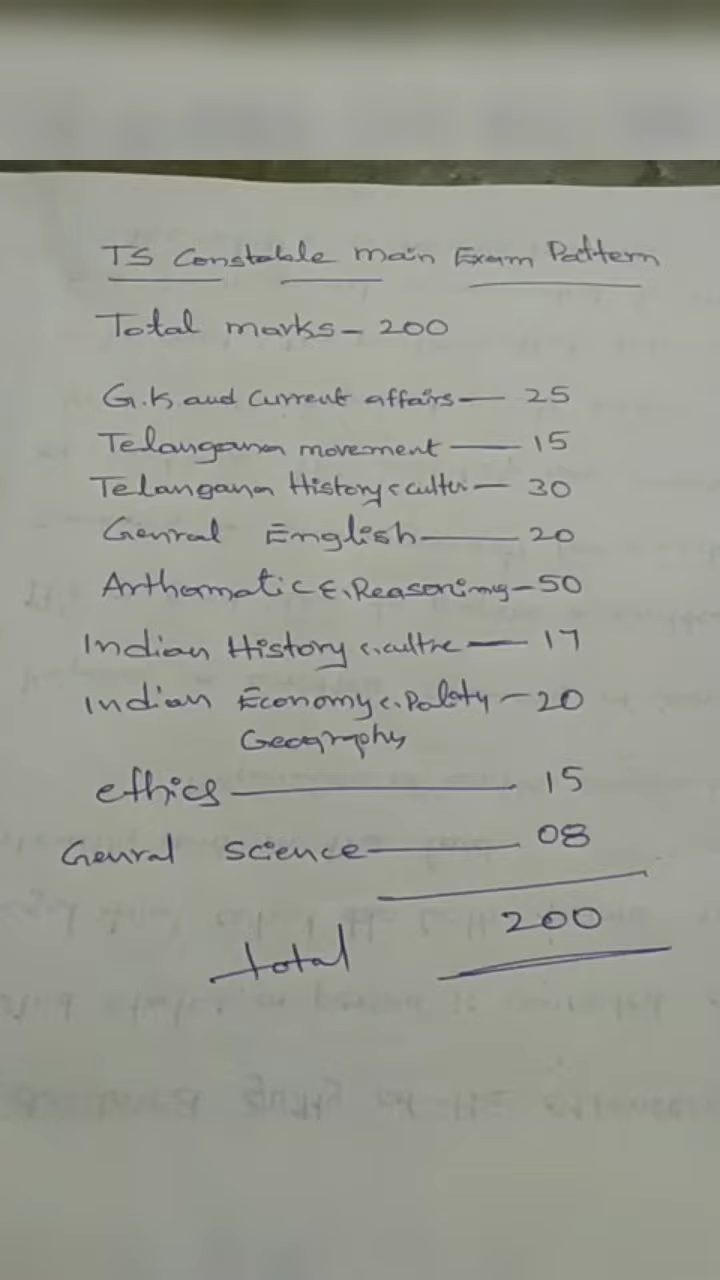 TS Constable main Exam Pattern
Total marks - 200
G.K and Current affairs — 25
Telangana movement — 15
Telangana History & cultur — 30
Genral English — 20
Arthamatic & Reasoning - 50
Indian History & cultre — 17
Indian Economy & Polaty - 20
Geography
ethics — 15
Genral Science — 08
Total 200